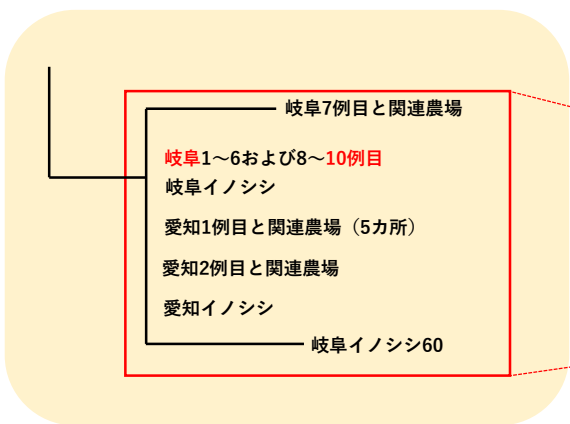 岐阜7例目と関連農場
岐阜1～6および8～10例目
岐阜イノシシ
愛知1例目と関連農場（5カ所）
愛知2例目と関連農場
愛知イノシシ
岐阜イノシシ60